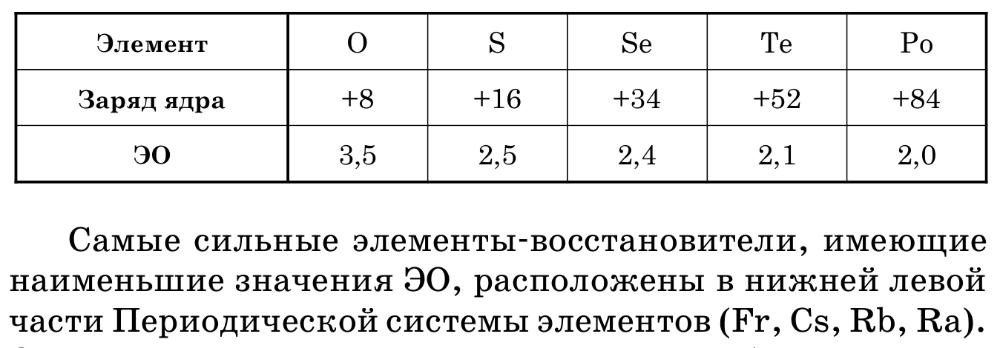 Элемент O S Se Te Po
Заряд ядра +8 +16 +34 +52 +84
ЭО 3,5 2,5 2,4 2,1 2,0
Самые сильные элементы-восстановители, имеющие
наименьшие значения ЭО, расположены в нижней левой
части Периодической системы элементов (Fr, Cs, Rb, Ra).